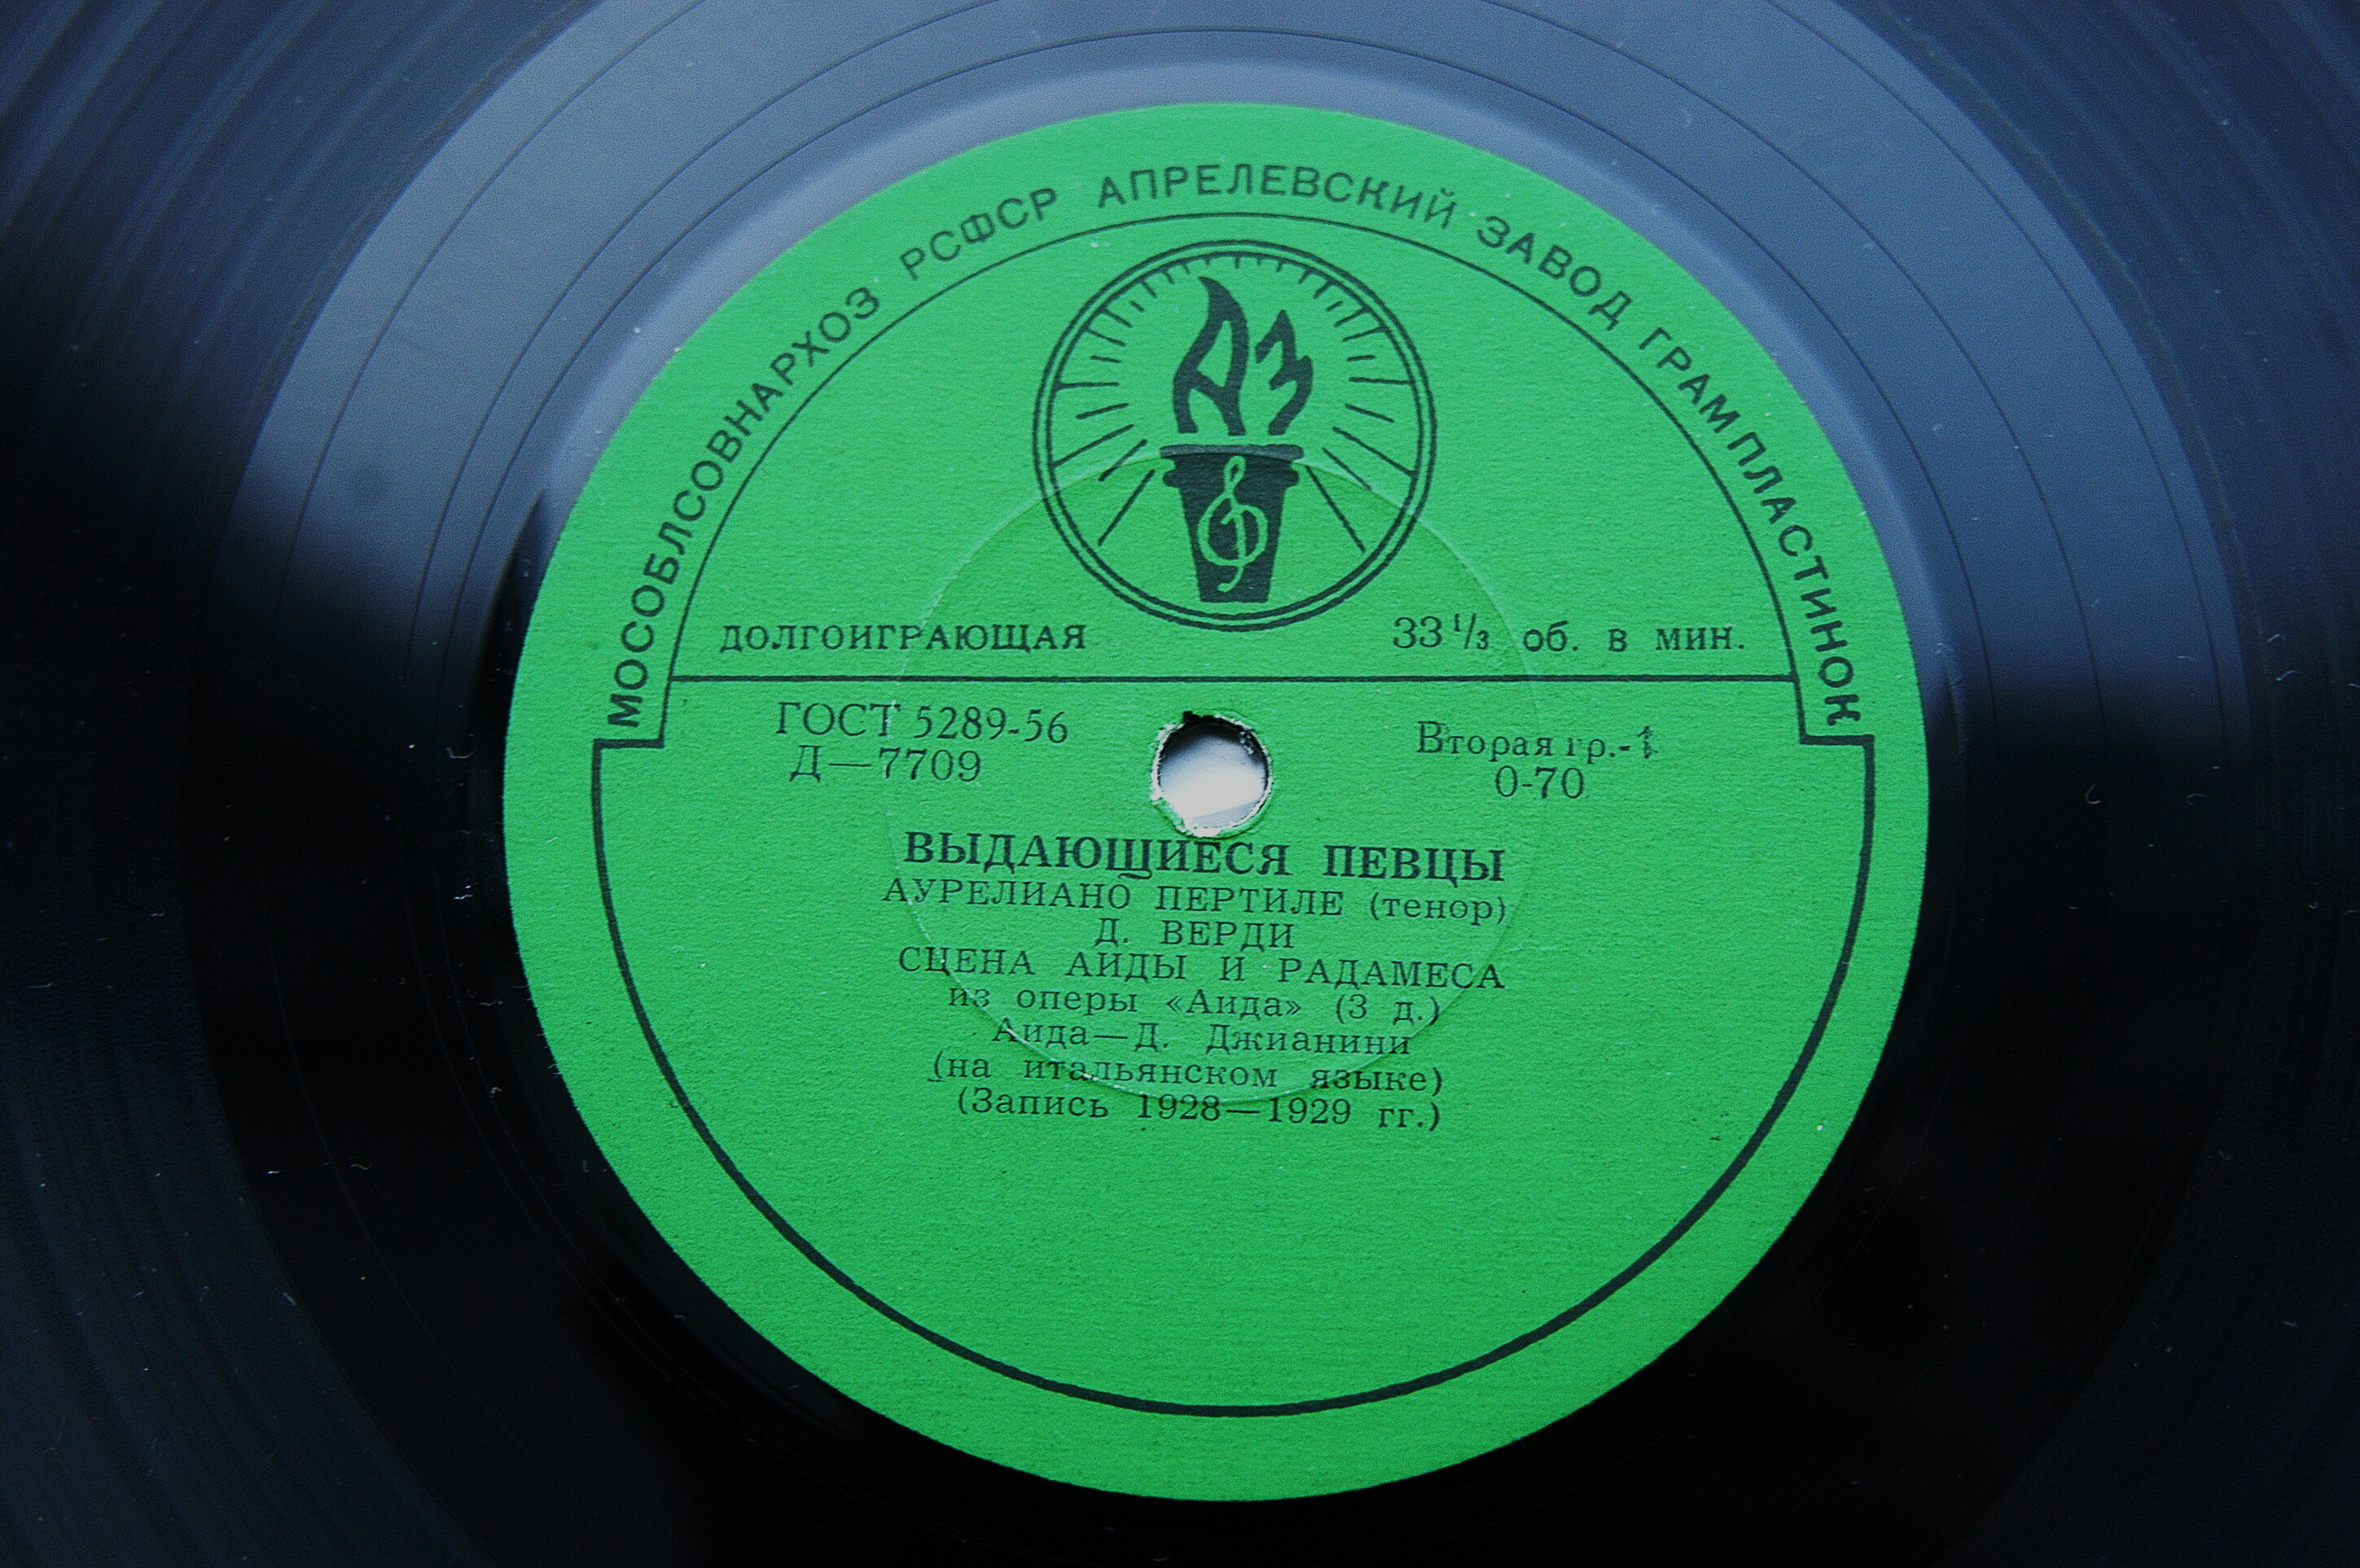 МОСОБЛСОВНАРХОЗ РСФСР АПРЕЛЕВСКИЙ ЗАВОД ГРАМПЛАСТИНОК
АЗ
ДОЛГОИГРАЮЩАЯ
33 1/3 об. в мин.
ГОСТ 5289-56
Д—7709
Вторая гр.-1
0-70
ВЫДАЮЩИЕСЯ ПЕВЦЫ
АУРЕЛИАНО ПЕРТИЛЕ (тенор)
Д. ВЕРДИ
СЦЕНА АИДЫ И РАДАМЕСА
из оперы «Аида» (3 д.)
Аида—Д. Джианини
(на итальянском языке)
(Запись 1928—1929 гг.)